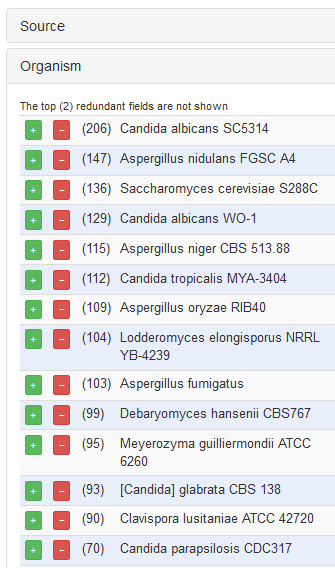 Source
Organism
The top (2) redundant fields are not shown
+ − (206) Candida albicans SC5314
+ − (147) Aspergillus nidulans FGSC A4
+ − (136) Saccharomyces cerevisiae S288C
+ − (129) Candida albicans WO-1
+ − (115) Aspergillus niger CBS 513.88
+ − (112) Candida tropicalis MYA-3404
+ − (109) Aspergillus oryzae RIB40
+ − (104) Lodderomyces elongisporus NRRL
YB-4239
+ − (103) Aspergillus fumigatus
+ − (99) Debaryomyces hansenii CBS767
+ − (95) Meyerozyma guilliermondii ATCC
6260
+ − (93) [Candida] glabrata CBS 138
+ − (90) Clavispora lusitaniae ATCC 42720
+ − (70) Candida parapsilosis CDC317